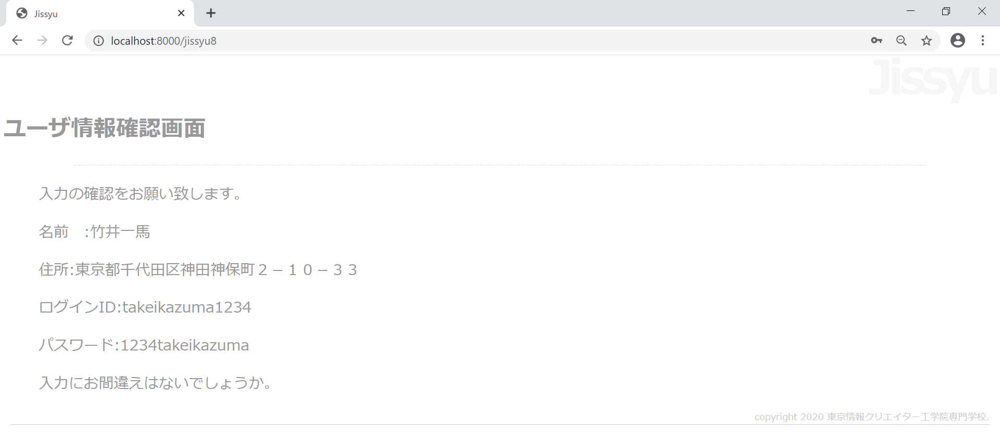 Jissyu
localhost:8000/jissyu8
Jissyu
ユーザ情報確認画面
入力の確認をお願い致します。
名前　:竹井一馬
住所:東京都千代田区神田神保町２－１０－３３
ログインID:takeikazuma1234
パスワード:1234takeikazuma
入力にお間違えはないでしょうか。
copyright 2020 東京情報クリエイター工学院専門学校.